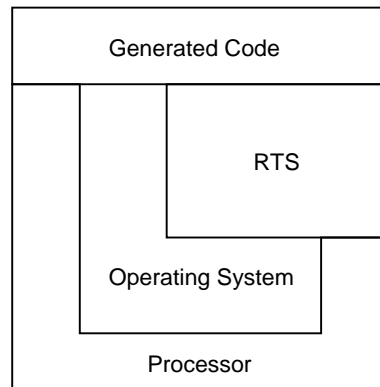 Generated Code
RTS
Operating System
Processor